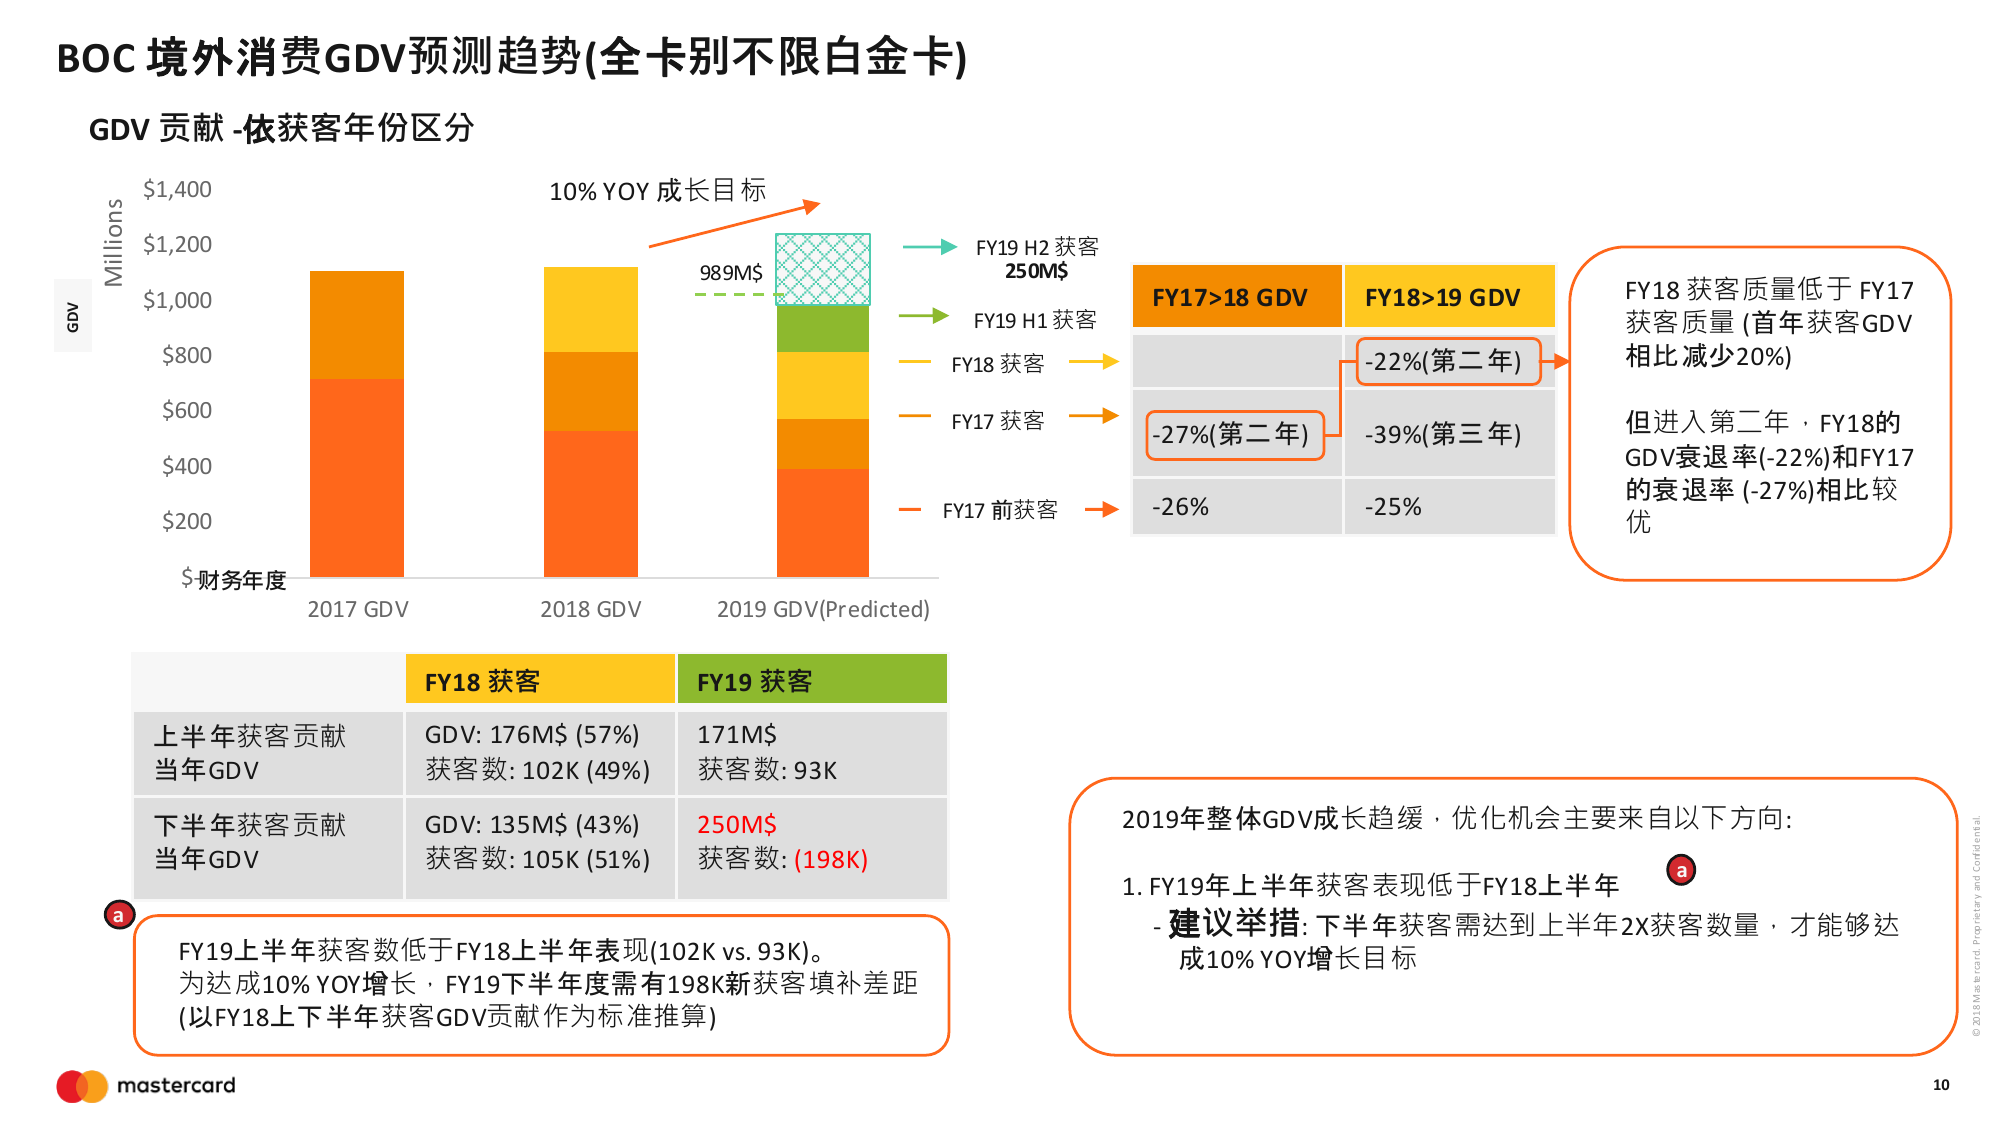 BOC 境外消费GDV预测趋势(全卡别不限白金卡)
GDV 贡献 -依获客年份区分
GDV
Millions
$1,400
$1,200
$1,000
$800
$600
$400
$200
$-
财务年度
10% YOY 成长目标
989M$
2017 GDV
2018 GDV
2019 GDV(Predicted)
FY19 H2 获客
250M$
FY19 H1 获客
FY18 获客
FY17 获客
FY17 前获客
FY17>18 GDV
FY18>19 GDV
-22%(第二年)
-27%(第二年)
-39%(第三年)
-26%
-25%
FY18 获客质量低于 FY17
获客质量 (首年获客GDV
相比减少20%)
但进入第二年，FY18的
GDV衰退率(-22%)和FY17
的衰退率 (-27%)相比较
优
FY18 获客
FY19 获客
上半年获客贡献
当年GDV
GDV: 176M$ (57%)
获客数: 102K (49%)
171M$
获客数: 93K
下半年获客贡献
当年GDV
GDV: 135M$ (43%)
获客数: 105K (51%)
250M$
获客数: (198K)
a
FY19上半年获客数低于FY18上半年表现(102K vs. 93K)。
为达成10% YOY增长，FY19下半年度需有198K新获客填补差距
(以FY18上下半年获客GDV贡献作为标准推算)
2019年整体GDV成长趋缓，优化机会主要来自以下方向:
1. FY19年上半年获客表现低于FY18上半年
a
- 建议举措: 下半年获客需达到上半年2X获客数量，才能够达
成10% YOY增长目标
©2018 Mastercard. Proprietary and Confidential.
mastercard
10